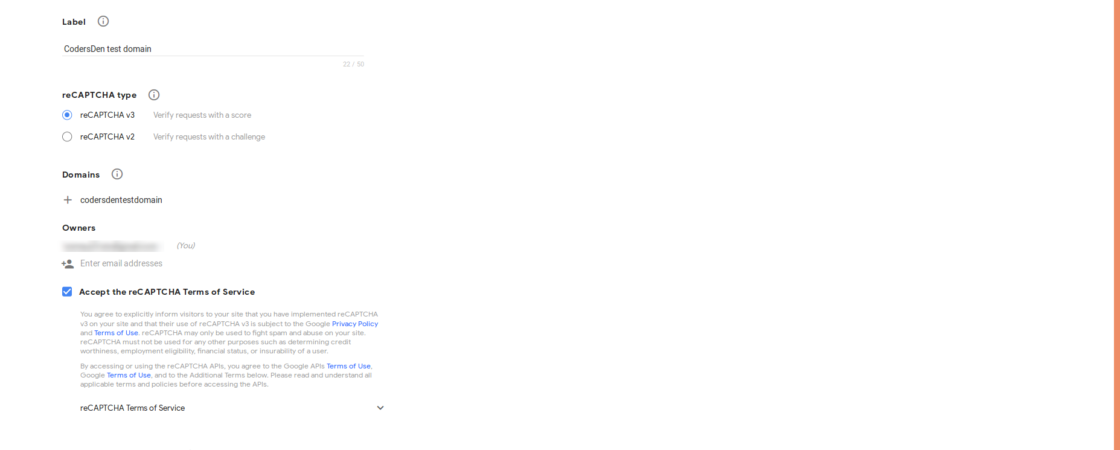 Label
CodersDen test domain
22 / 50
reCAPTCHA type
reCAPTCHA v3 Verify requests with a score
reCAPTCHA v2 Verify requests with a challenge
Domains
codersdentestdomain
Owners
(You)
Enter email addresses
Accept the reCAPTCHA Terms of Service
You agree to explicitly inform visitors to your site that you have implemented reCAPTCHA
v3 on your site and that their use of reCAPTCHA v3 is subject to the Google Privacy Policy
and Terms of Use. reCAPTCHA may only be used to fight spam and abuse on your site.
reCAPTCHA must not be used for any other purposes such as determining credit
worthiness, employment eligibility, financial status, or insurability of a user.
By accessing or using the reCAPTCHA APIs, you agree to the Google APIs Terms of Use,
Google Terms of Use, and to the Additional Terms below. Please read and understand all
applicable terms and policies before accessing the APIs.
reCAPTCHA Terms of Service